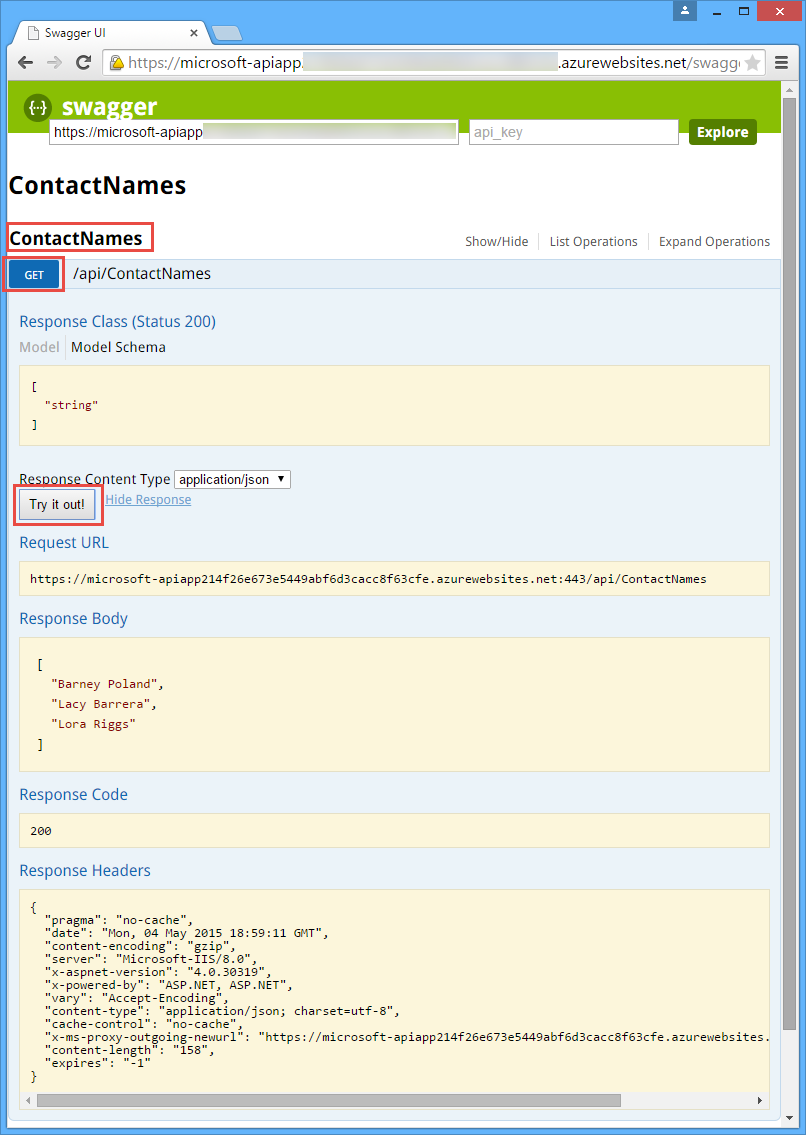 Swagger UI
https://microsoft-apiapp. .azurewebsites.net/swagg
swagger
https://microsoft-apiapp api_key Explore
ContactNames
ContactNames Show/Hide List Operations Expand Operations
GET /api/ContactNames
Response Class (Status 200)
Model Model Schema
[
"string"
]
Response Content Type application/json
Try it out! Hide Response
Request URL
https://microsoft-apiapp214f26e673e5449abf6d3cacc8f63cfe.azurewebsites.net:443/api/ContactNames
Response Body
[
"Barney Poland",
"Lacy Barrera",
"Lora Riggs"
]
Response Code
200
Response Headers
{
"pragma": "no-cache",
"date": "Mon, 04 May 2015 18:59:11 GMT",
"content-encoding": "gzip",
"server": "Microsoft-IIS/8.0",
"x-aspnet-version": "4.0.30319",
"x-powered-by": "ASP.NET, ASP.NET",
"vary": "Accept-Encoding",
"content-type": "application/json; charset=utf-8",
"cache-control": "no-cache",
"x-ms-proxy-outgoing-newurl": "https://microsoft-apiapp214f26e673e5449abf6d3cacc8f63cfe.azurewebsites.
"content-length": "158",
"expires": "-1"
}